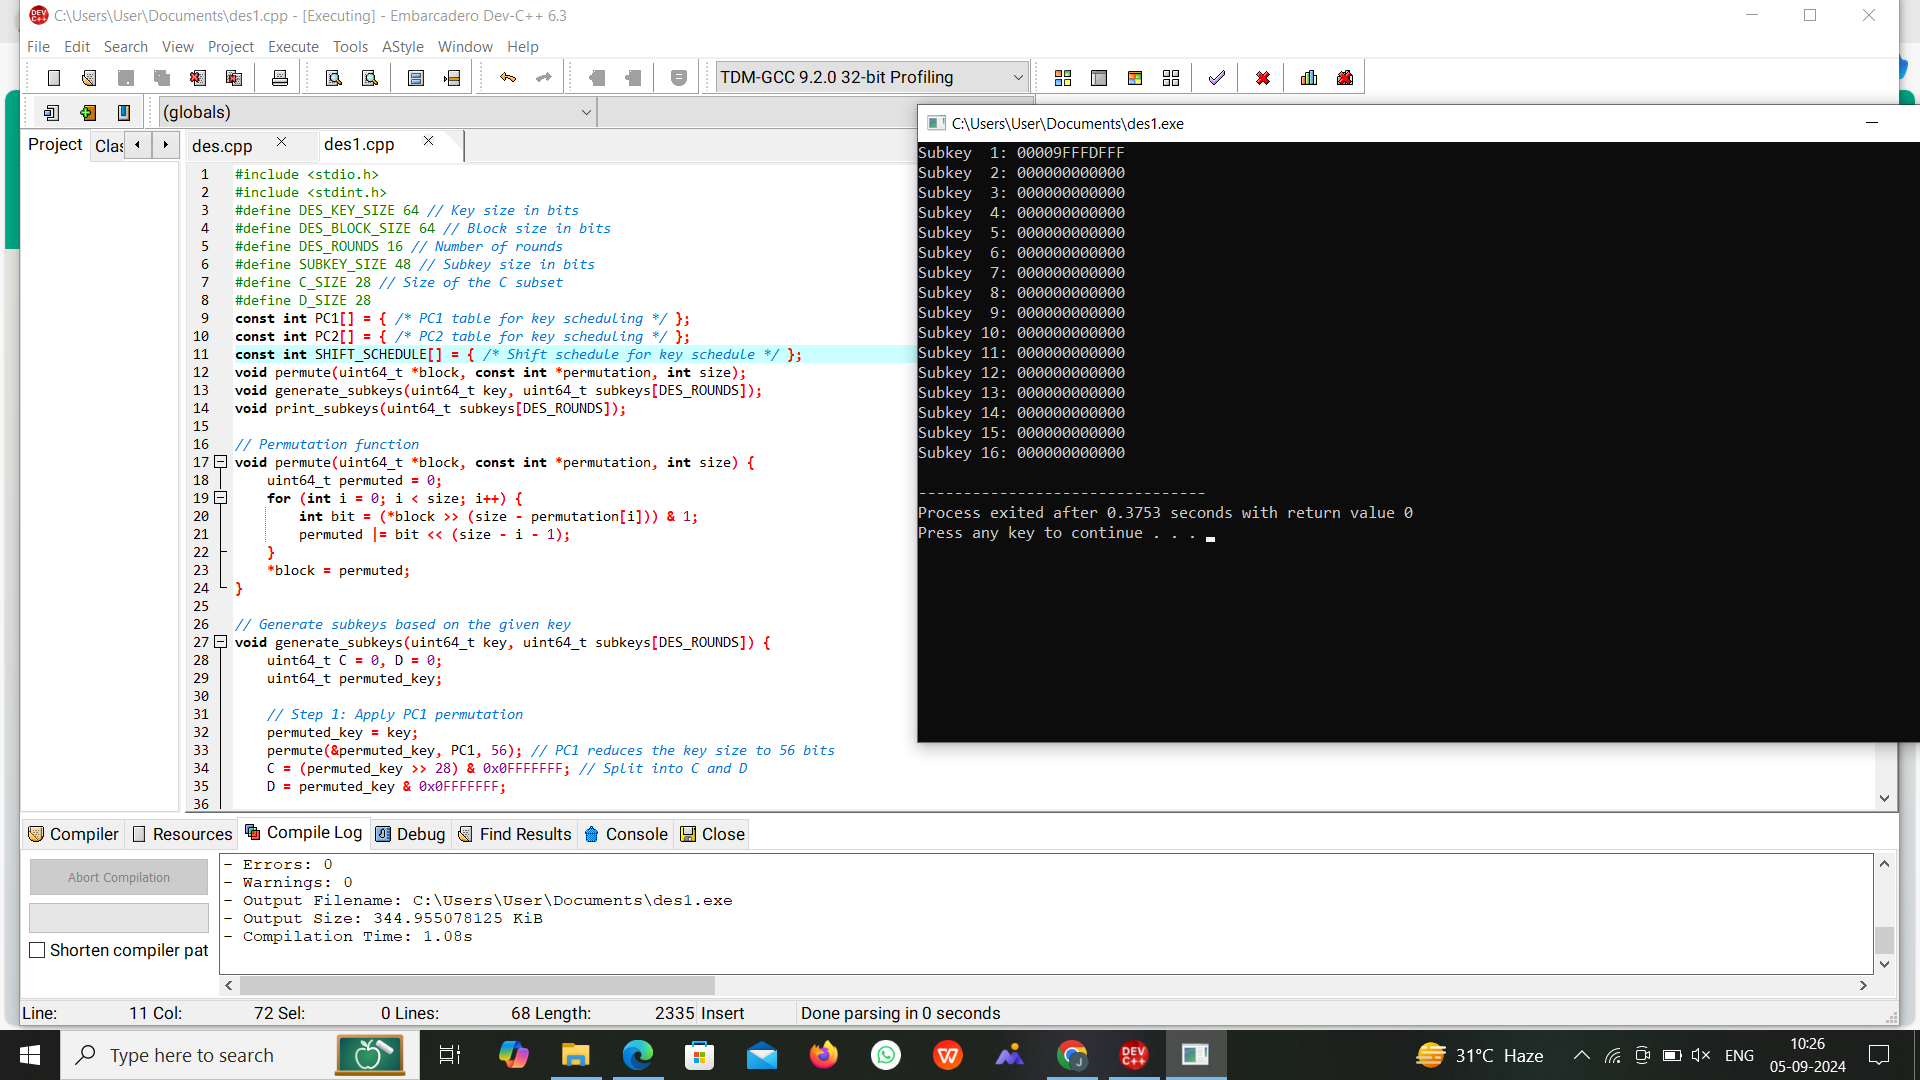 C:\Users\User\Documents\des1.cpp - [Executing] - Embarcadero Dev-C++ 6.3
File Edit Search View Project Execute Tools AStyle Window Help
TDM-GCC 9.2.0 32-bit Profiling
(globals)
Project Clas des.cpp des1.cpp
1 #include <stdio.h>
2 #include <stdint.h>
3 #define DES_KEY_SIZE 64 // Key size in bits
4 #define DES_BLOCK_SIZE 64 // Block size in bits
5 #define DES_ROUNDS 16 // Number of rounds
6 #define SUBKEY_SIZE 48 // Subkey size in bits
7 #define C_SIZE 28 // Size of the C subset
8 #define D_SIZE 28
9 const int PC1[] = { /* PC1 table for key scheduling */ };
10 const int PC2[] = { /* PC2 table for key scheduling */ };
11 const int SHIFT_SCHEDULE[] = { /* Shift schedule for key schedule */ };
12 void permute(uint64_t *block, const int *permutation, int size);
13 void generate_subkeys(uint64_t key, uint64_t subkeys[DES_ROUNDS]);
14 void print_subkeys(uint64_t subkeys[DES_ROUNDS]);
15
16 // Permutation function
17 void permute(uint64_t *block, const int *permutation, int size) {
18 uint64_t permuted = 0;
19 for (int i = 0; i < size; i++) {
20 int bit = (*block >> (size - permutation[i])) & 1;
21 permuted |= bit << (size - i - 1);
22 }
23 *block = permuted;
24 }
25
26 // Generate subkeys based on the given key
27 void generate_subkeys(uint64_t key, uint64_t subkeys[DES_ROUNDS]) {
28 uint64_t C = 0, D = 0;
29 uint64_t permuted_key;
30
31 // Step 1: Apply PC1 permutation
32 permuted_key = key;
33 permute(&permuted_key, PC1, 56); // PC1 reduces the key size to 56 bits
34 C = (permuted_key >> 28) & 0x0FFFFFFF; // Split into C and D
35 D = permuted_key & 0x0FFFFFFF;
36
C:\Users\User\Documents\des1.exe
Subkey 1: 00009FFFDFFF
Subkey 2: 000000000000
Subkey 3: 000000000000
Subkey 4: 000000000000
Subkey 5: 000000000000
Subkey 6: 000000000000
Subkey 7: 000000000000
Subkey 8: 000000000000
Subkey 9: 000000000000
Subkey 10: 000000000000
Subkey 11: 000000000000
Subkey 12: 000000000000
Subkey 13: 000000000000
Subkey 14: 000000000000
Subkey 15: 000000000000
Subkey 16: 000000000000
--------------------------------
Process exited after 0.3753 seconds with return value 0
Press any key to continue . . .
Compiler Resources Compile Log Debug Find Results Console Close
Abort Compilation
Shorten compiler pat
- Errors: 0
- Warnings: 0
- Output Filename: C:\Users\User\Documents\des1.exe
- Output Size: 344.955078125 KiB
- Compilation Time: 1.08s
Line: 11 Col: 72 Sel: 0 Lines: 68 Length: 2335 Insert Done parsing in 0 seconds
Type here to search
31°C Haze
ENG
10:26
05-09-2024